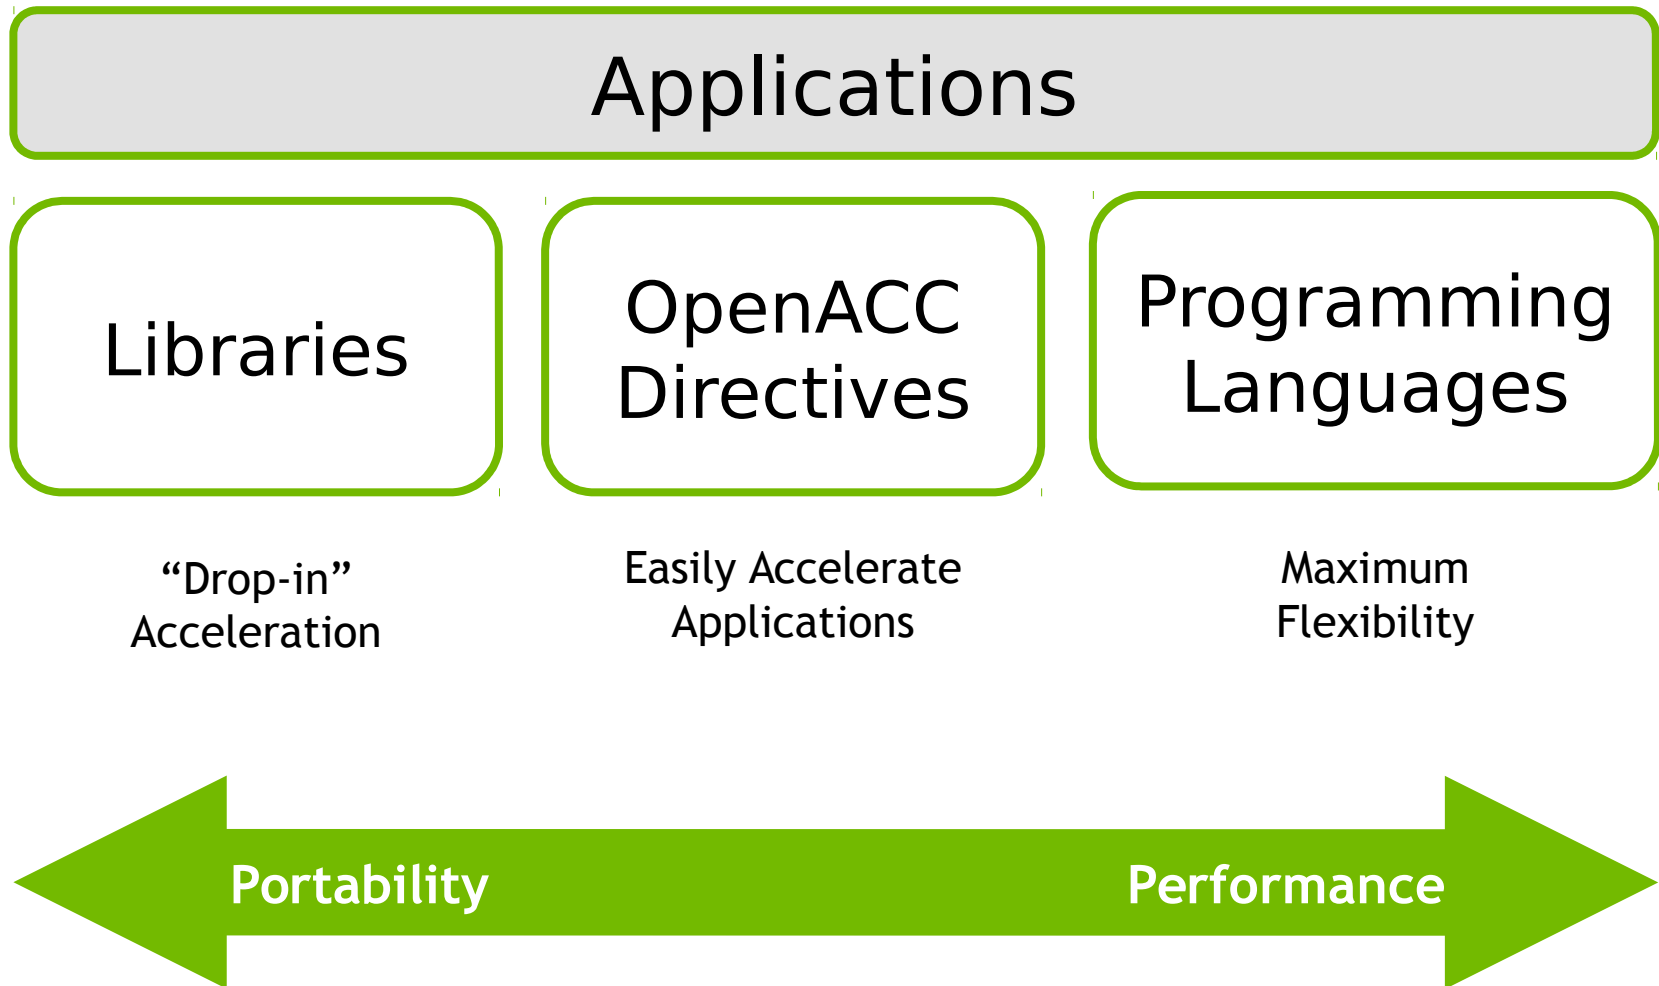 Applications
Libraries
OpenACC
Directives
Programming
Languages
“Drop-in”
Acceleration
Easily Accelerate
Applications
Maximum
Flexibility
Portability
Performance